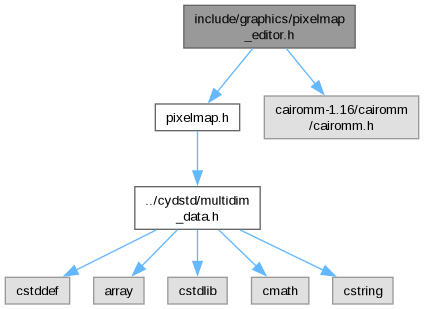 include/graphics/pixelmap
_editor.h
pixelmap.h
cairomm-1.16/cairomm
/cairomm.h
../cydstd/multidim
_data.h
cstddef
array
cstdlib
cmath
cstring